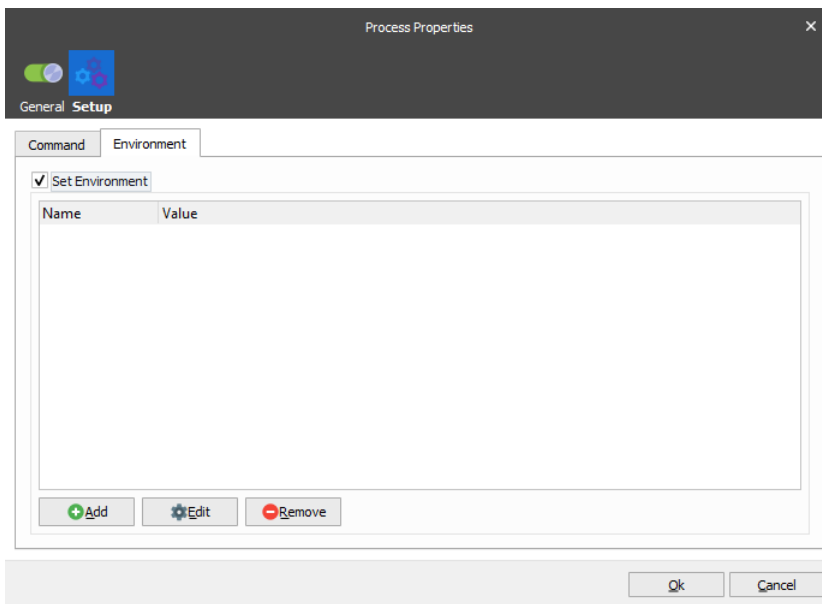 Process Properties
General Setup
Command Environment
Set Environment
Name Value
Add Edit Remove
Ok Cancel